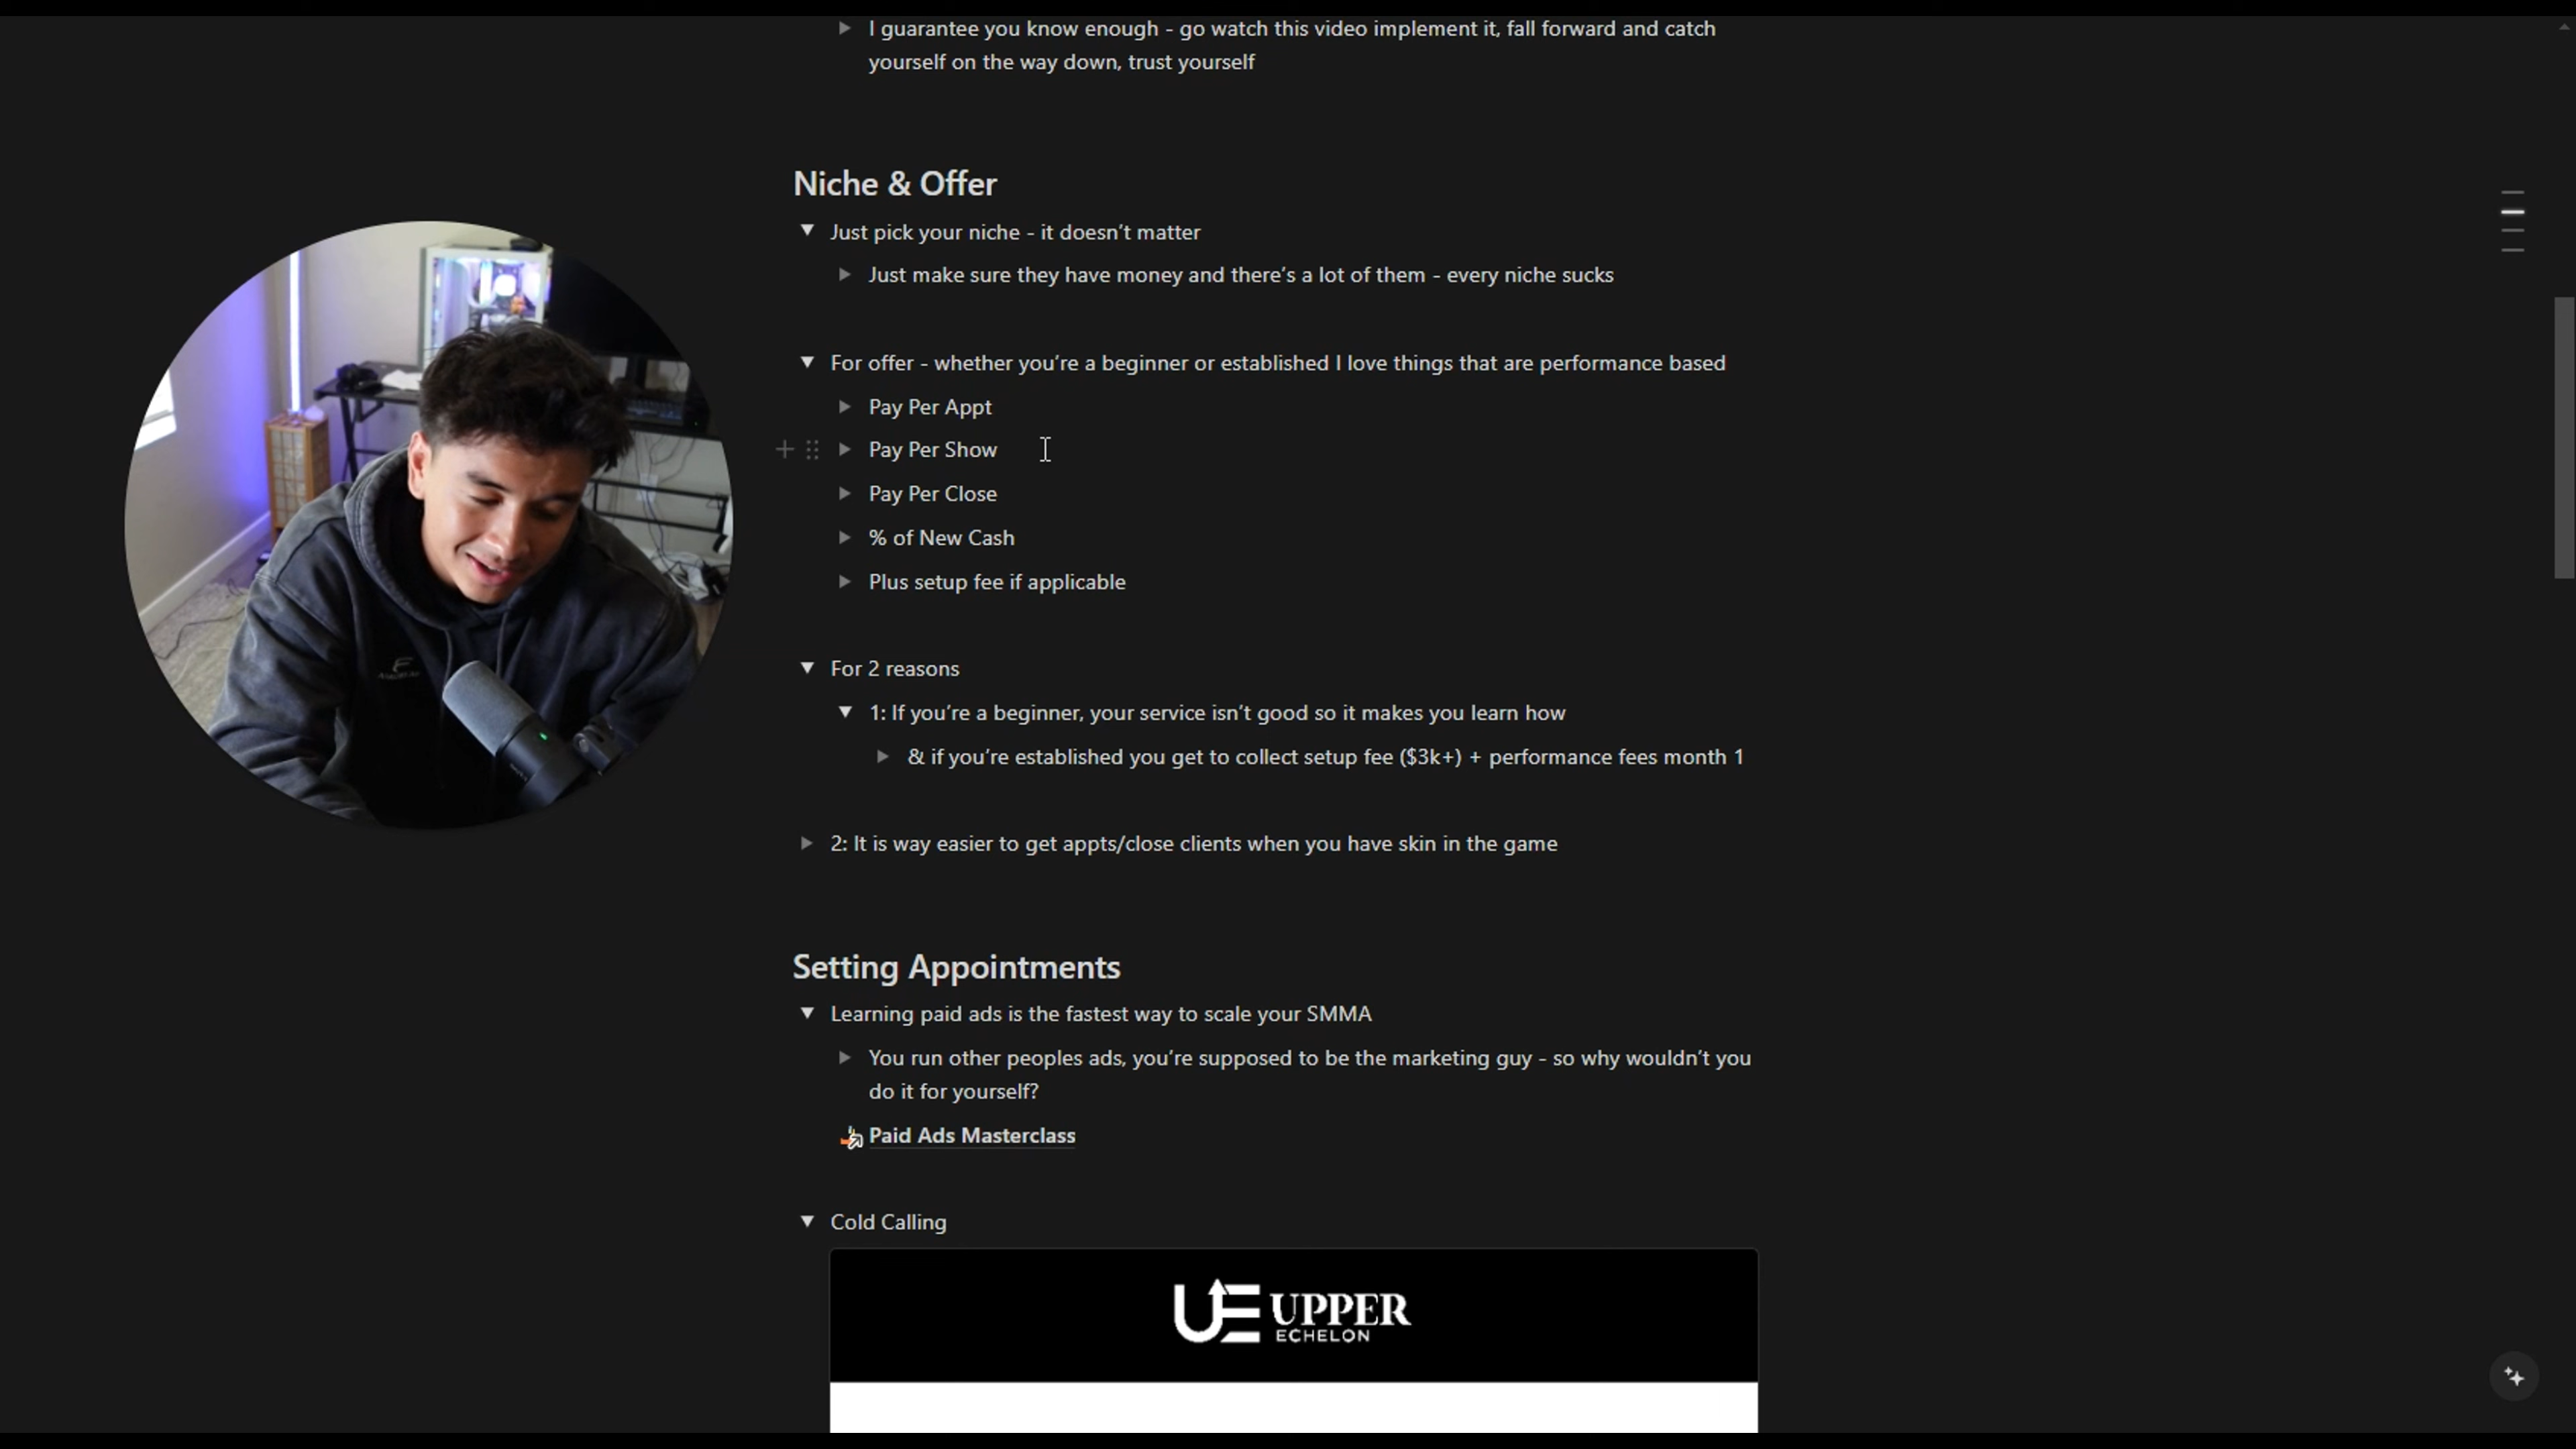 I guarantee you know enough - go watch this video implement it, fall forward and catch
yourself on the way down, trust yourself
Niche & Offer
Just pick your niche - it doesn't matter
Just make sure they have money and there's a lot of them - every niche sucks
For offer - whether you're a beginner or established I love things that are performance based
Pay Per Appt
Pay Per Show
Pay Per Close
% of New Cash
Plus setup fee if applicable
For 2 reasons
1: If you're a beginner, your service isn't good so it makes you learn how
& if you're established you get to collect setup fee ($3k+) + performance fees month 1
2: It is way easier to get appts/close clients when you have skin in the game
Setting Appointments
Learning paid ads is the fastest way to scale your SMMA
You run other peoples ads, you're supposed to be the marketing guy - so why wouldn't you
do it for yourself?
Paid Ads Masterclass
Cold Calling
UE UPPER
ECHELON